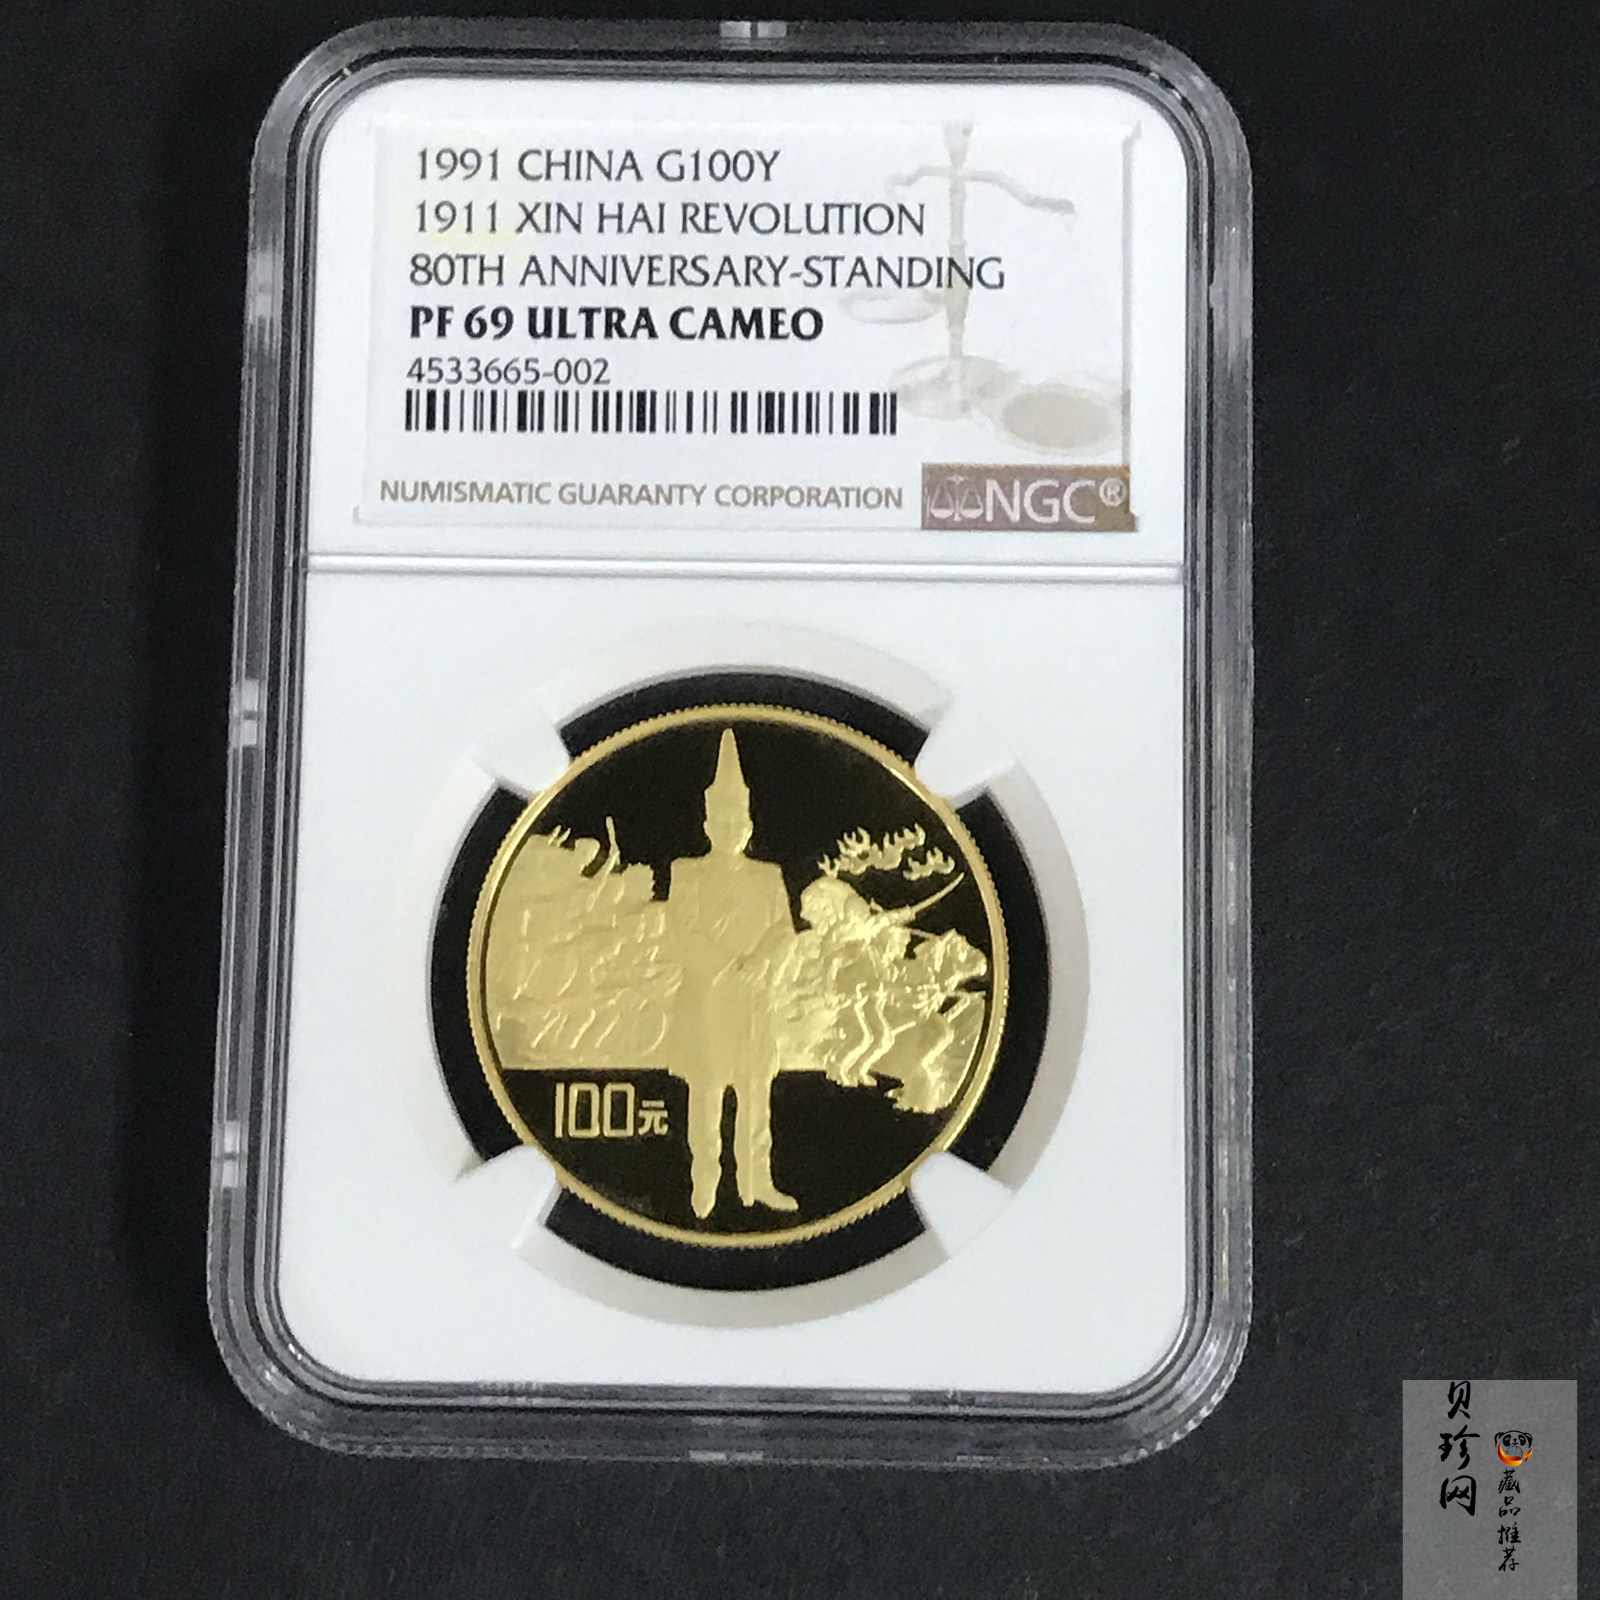 1991 CHINA G100Y
1911 XIN HAI REVOLUTION
80TH ANNIVERSARY-STANDING
PF 69 ULTRA CAMEO
4533665-002
NUMISMATIC GUARANTY CORPORATION
NGC®
100元
贝珍网
藏品推荐